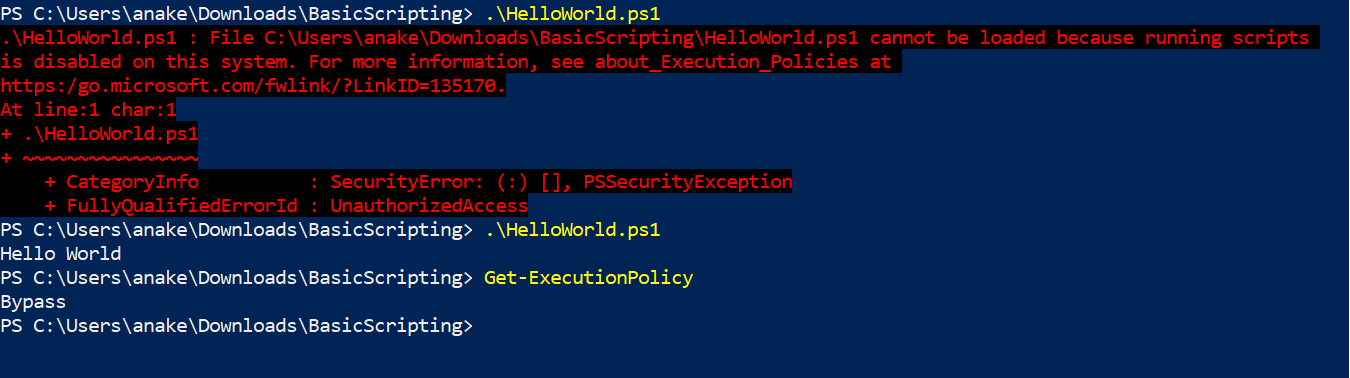 PS C:\Users\anake\Downloads\BasicScripting> .\HelloWorld.ps1
.\HelloWorld.ps1 : File C:\Users\anake\Downloads\BasicScripting\HelloWorld.ps1 cannot be loaded because running scripts
is disabled on this system. For more information, see about_Execution_Policies at
https:/go.microsoft.com/fwlink/?LinkID=135170.
At line:1 char:1
+ .\HelloWorld.ps1
+ ~~~~~~~~~~~~~~~~
    + CategoryInfo          : SecurityError: (:) [], PSSecurityException
    + FullyQualifiedErrorId : UnauthorizedAccess
PS C:\Users\anake\Downloads\BasicScripting> .\HelloWorld.ps1
Hello World
PS C:\Users\anake\Downloads\BasicScripting> Get-ExecutionPolicy
Bypass
PS C:\Users\anake\Downloads\BasicScripting>